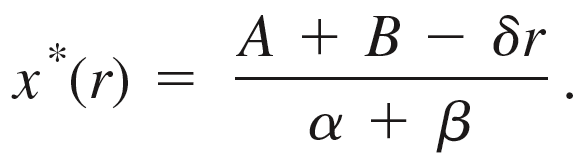 x*(r) = (A + B − δr) / (α + β) .